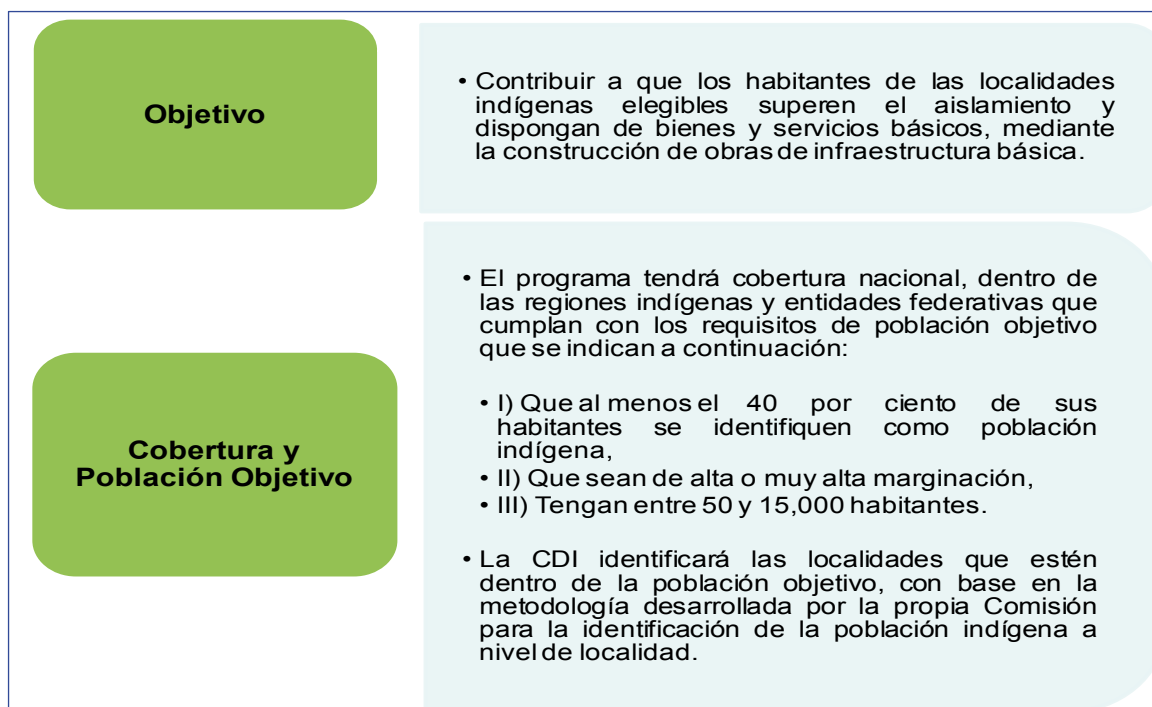 Objetivo
• Contribuir a que los habitantes de las localidades
indígenas elegibles superen el aislamiento y
dispongan de bienes y servicios básicos, mediante
la construcción de obras de infraestructura básica.
Cobertura y
Población Objetivo
• El programa tendrá cobertura nacional, dentro de
las regiones indígenas y entidades federativas que
cumplan con los requisitos de población objetivo
que se indican a continuación:
• I) Que al menos el 40 por ciento de sus
habitantes se identifiquen como población
indígena,
• II) Que sean de alta o muy alta marginación,
• III) Tengan entre 50 y 15,000 habitantes.
• La CDI identificará las localidades que estén
dentro de la población objetivo, con base en la
metodología desarrollada por la propia Comisión
para la identificación de la población indígena a
nivel de localidad.